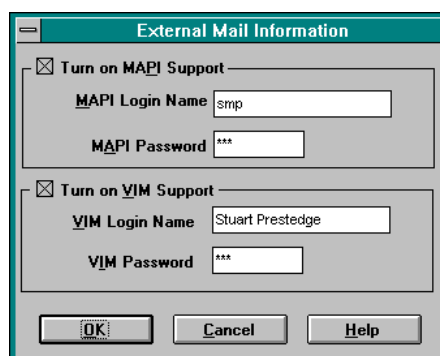 External Mail Information
Turn on MAPI Support
MAPI Login Name smp
MAPI Password ***
Turn on VIM Support
VIM Login Name Stuart Prestedge
VIM Password ***
OK Cancel Help